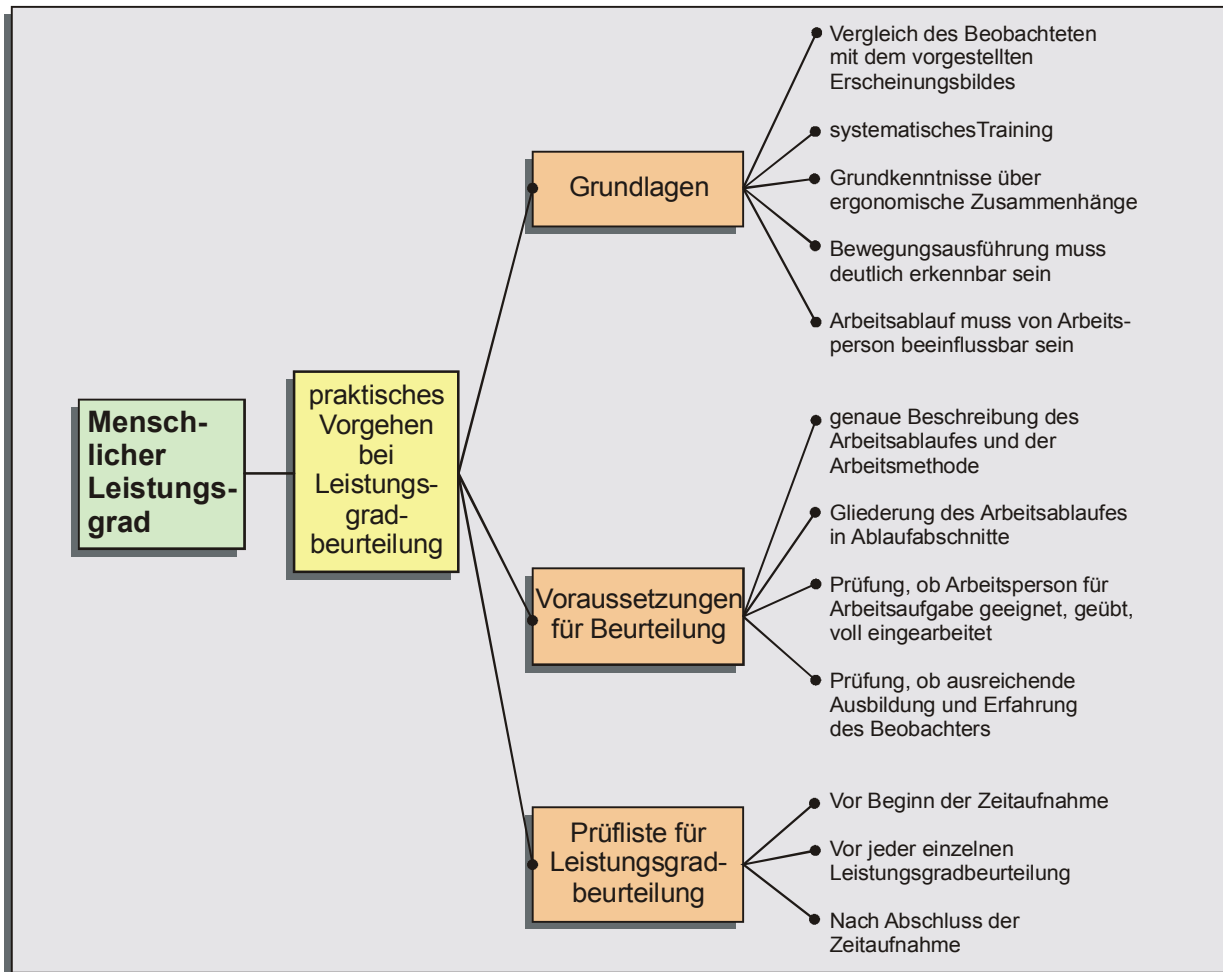 Mensch-
licher
Leistungs-
grad
praktisches
Vorgehen
bei
Leistungs-
grad-
beurteilung
Grundlagen
Vergleich des Beobachteten
mit dem vorgestellten
Erscheinungsbildes
systematischesTraining
Grundkenntnisse über
ergonomische Zusammenhänge
Bewegungsausführung muss
deutlich erkennbar sein
Arbeitsablauf muss von Arbeits-
person beeinflussbar sein
Voraussetzungen
für Beurteilung
genaue Beschreibung des
Arbeitsablaufes und der
Arbeitsmethode
Gliederung des Arbeitsablaufes
in Ablaufabschnitte
Prüfung, ob Arbeitsperson für
Arbeitsaufgabe geeignet, geübt,
voll eingearbeitet
Prüfung, ob ausreichende
Ausbildung und Erfahrung
des Beobachters
Prüfliste für
Leistungsgrad-
beurteilung
Vor Beginn der Zeitaufnahme
Vor jeder einzelnen
Leistungsgradbeurteilung
Nach Abschluss der
Zeitaufnahme